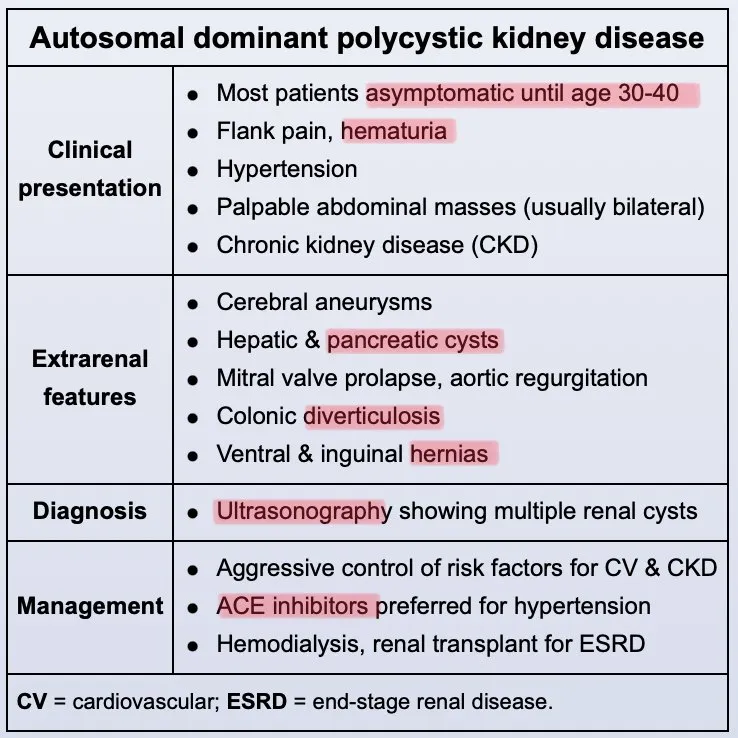 Autosomal dominant polycystic kidney disease
Clinical
presentation
• Most patients asymptomatic until age 30-40
• Flank pain, hematuria
• Hypertension
• Palpable abdominal masses (usually bilateral)
• Chronic kidney disease (CKD)
Extrarenal
features
• Cerebral aneurysms
• Hepatic & pancreatic cysts
• Mitral valve prolapse, aortic regurgitation
• Colonic diverticulosis
• Ventral & inguinal hernias
Diagnosis
• Ultrasonography showing multiple renal cysts
Management
• Aggressive control of risk factors for CV & CKD
• ACE inhibitors preferred for hypertension
• Hemodialysis, renal transplant for ESRD
CV = cardiovascular; ESRD = end-stage renal disease.